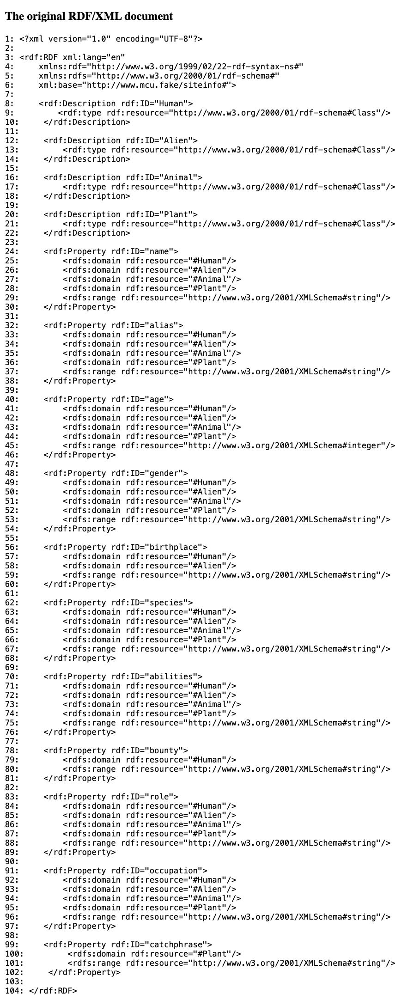 The original RDF/XML document
1: <?xml version="1.0" encoding="UTF-8"?>
2:
3: <rdf:RDF xml:lang="en"
4:     xmlns:rdf="http://www.w3.org/1999/02/22-rdf-syntax-ns#"
5:     xmlns:rdfs="http://www.w3.org/2000/01/rdf-schema#"
6:     xml:base="http://www.mcu.fake/siteinfo#">
7:
8:     <rdf:Description rdf:ID="Human">
9:         <rdf:type rdf:resource="http://www.w3.org/2000/01/rdf-schema#Class"/>
10:     </rdf:Description>
11:
12:     <rdf:Description rdf:ID="Alien">
13:         <rdf:type rdf:resource="http://www.w3.org/2000/01/rdf-schema#Class"/>
14:     </rdf:Description>
15:
16:     <rdf:Description rdf:ID="Animal">
17:         <rdf:type rdf:resource="http://www.w3.org/2000/01/rdf-schema#Class"/>
18:     </rdf:Description>
19:
20:     <rdf:Description rdf:ID="Plant">
21:         <rdf:type rdf:resource="http://www.w3.org/2000/01/rdf-schema#Class"/>
22:     </rdf:Description>
23:
24:     <rdf:Property rdf:ID="name">
25:         <rdfs:domain rdf:resource="#Human"/>
26:         <rdfs:domain rdf:resource="#Alien"/>
27:         <rdfs:domain rdf:resource="#Animal"/>
28:         <rdfs:domain rdf:resource="#Plant"/>
29:         <rdfs:range rdf:resource="http://www.w3.org/2001/XMLSchema#string"/>
30:     </rdf:Property>
31:
32:     <rdf:Property rdf:ID="alias">
33:         <rdfs:domain rdf:resource="#Human"/>
34:         <rdfs:domain rdf:resource="#Alien"/>
35:         <rdfs:domain rdf:resource="#Animal"/>
36:         <rdfs:domain rdf:resource="#Plant"/>
37:         <rdfs:range rdf:resource="http://www.w3.org/2001/XMLSchema#string"/>
38:     </rdf:Property>
39:
40:     <rdf:Property rdf:ID="age">
41:         <rdfs:domain rdf:resource="#Human"/>
42:         <rdfs:domain rdf:resource="#Alien"/>
43:         <rdfs:domain rdf:resource="#Animal"/>
44:         <rdfs:domain rdf:resource="#Plant"/>
45:         <rdfs:range rdf:resource="http://www.w3.org/2001/XMLSchema#integer"/>
46:     </rdf:Property>
47:
48:     <rdf:Property rdf:ID="gender">
49:         <rdfs:domain rdf:resource="#Human"/>
50:         <rdfs:domain rdf:resource="#Alien"/>
51:         <rdfs:domain rdf:resource="#Animal"/>
52:         <rdfs:domain rdf:resource="#Plant"/>
53:         <rdfs:range rdf:resource="http://www.w3.org/2001/XMLSchema#string"/>
54:     </rdf:Property>
55:
56:     <rdf:Property rdf:ID="birthplace">
57:         <rdfs:domain rdf:resource="#Human"/>
58:         <rdfs:domain rdf:resource="#Alien"/>
59:         <rdfs:range rdf:resource="http://www.w3.org/2001/XMLSchema#string"/>
60:     </rdf:Property>
61:
62:     <rdf:Property rdf:ID="species">
63:         <rdfs:domain rdf:resource="#Human"/>
64:         <rdfs:domain rdf:resource="#Alien"/>
65:         <rdfs:domain rdf:resource="#Animal"/>
66:         <rdfs:domain rdf:resource="#Plant"/>
67:         <rdfs:range rdf:resource="http://www.w3.org/2001/XMLSchema#string"/>
68:     </rdf:Property>
69:
70:     <rdf:Property rdf:ID="abilities">
71:         <rdfs:domain rdf:resource="#Human"/>
72:         <rdfs:domain rdf:resource="#Alien"/>
73:         <rdfs:domain rdf:resource="#Animal"/>
74:         <rdfs:domain rdf:resource="#Plant"/>
75:         <rdfs:range rdf:resource="http://www.w3.org/2001/XMLSchema#string"/>
76:     </rdf:Property>
77:
78:     <rdf:Property rdf:ID="bounty">
79:         <rdfs:domain rdf:resource="#Human"/>
80:         <rdfs:range rdf:resource="http://www.w3.org/2001/XMLSchema#string"/>
81:     </rdf:Property>
82:
83:     <rdf:Property rdf:ID="role">
84:         <rdfs:domain rdf:resource="#Human"/>
85:         <rdfs:domain rdf:resource="#Alien"/>
86:         <rdfs:domain rdf:resource="#Animal"/>
87:         <rdfs:domain rdf:resource="#Plant"/>
88:         <rdfs:range rdf:resource="http://www.w3.org/2001/XMLSchema#string"/>
89:     </rdf:Property>
90:
91:     <rdf:Property rdf:ID="occupation">
92:         <rdfs:domain rdf:resource="#Human"/>
93:         <rdfs:domain rdf:resource="#Alien"/>
94:         <rdfs:domain rdf:resource="#Animal"/>
95:         <rdfs:domain rdf:resource="#Plant"/>
96:         <rdfs:range rdf:resource="http://www.w3.org/2001/XMLSchema#string"/>
97:     </rdf:Property>
98:
99:     <rdf:Property rdf:ID="catchphrase">
100:         <rdfs:domain rdf:resource="#Plant"/>
101:         <rdfs:range rdf:resource="http://www.w3.org/2001/XMLSchema#string"/>
102:     </rdf:Property>
103:
104: </rdf:RDF>